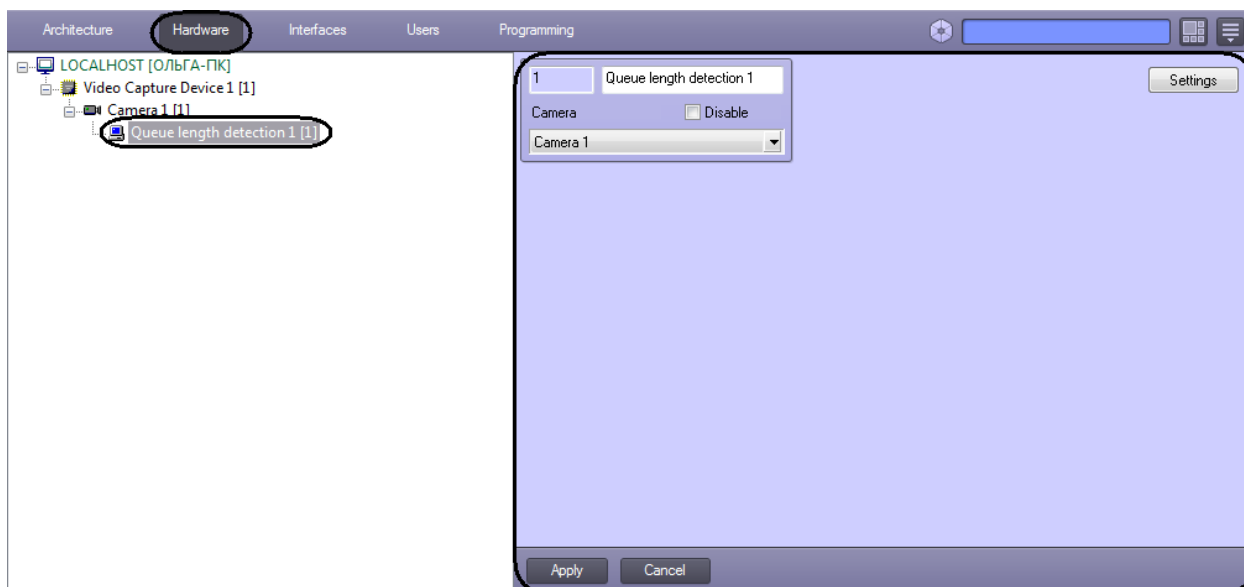 Architecture Hardware Interfaces Users Programming
LOCALHOST [ОЛЬГА-ПК]
Video Capture Device 1 [1]
Camera 1 [1]
Queue length detection 1 [1]
1 Queue length detection 1
Settings
Camera Disable
Camera 1
Apply Cancel